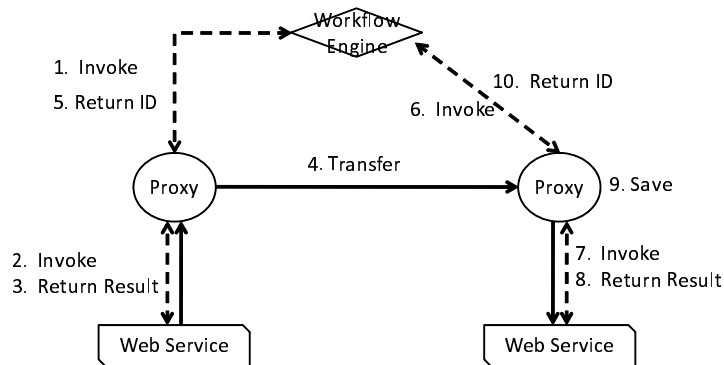 Workflow
Engine
1. Invoke
5. Return ID
10. Return ID
6. Invoke
4. Transfer
Proxy
Proxy
9. Save
2. Invoke
3. Return Result
7. Invoke
8. Return Result
Web Service
Web Service